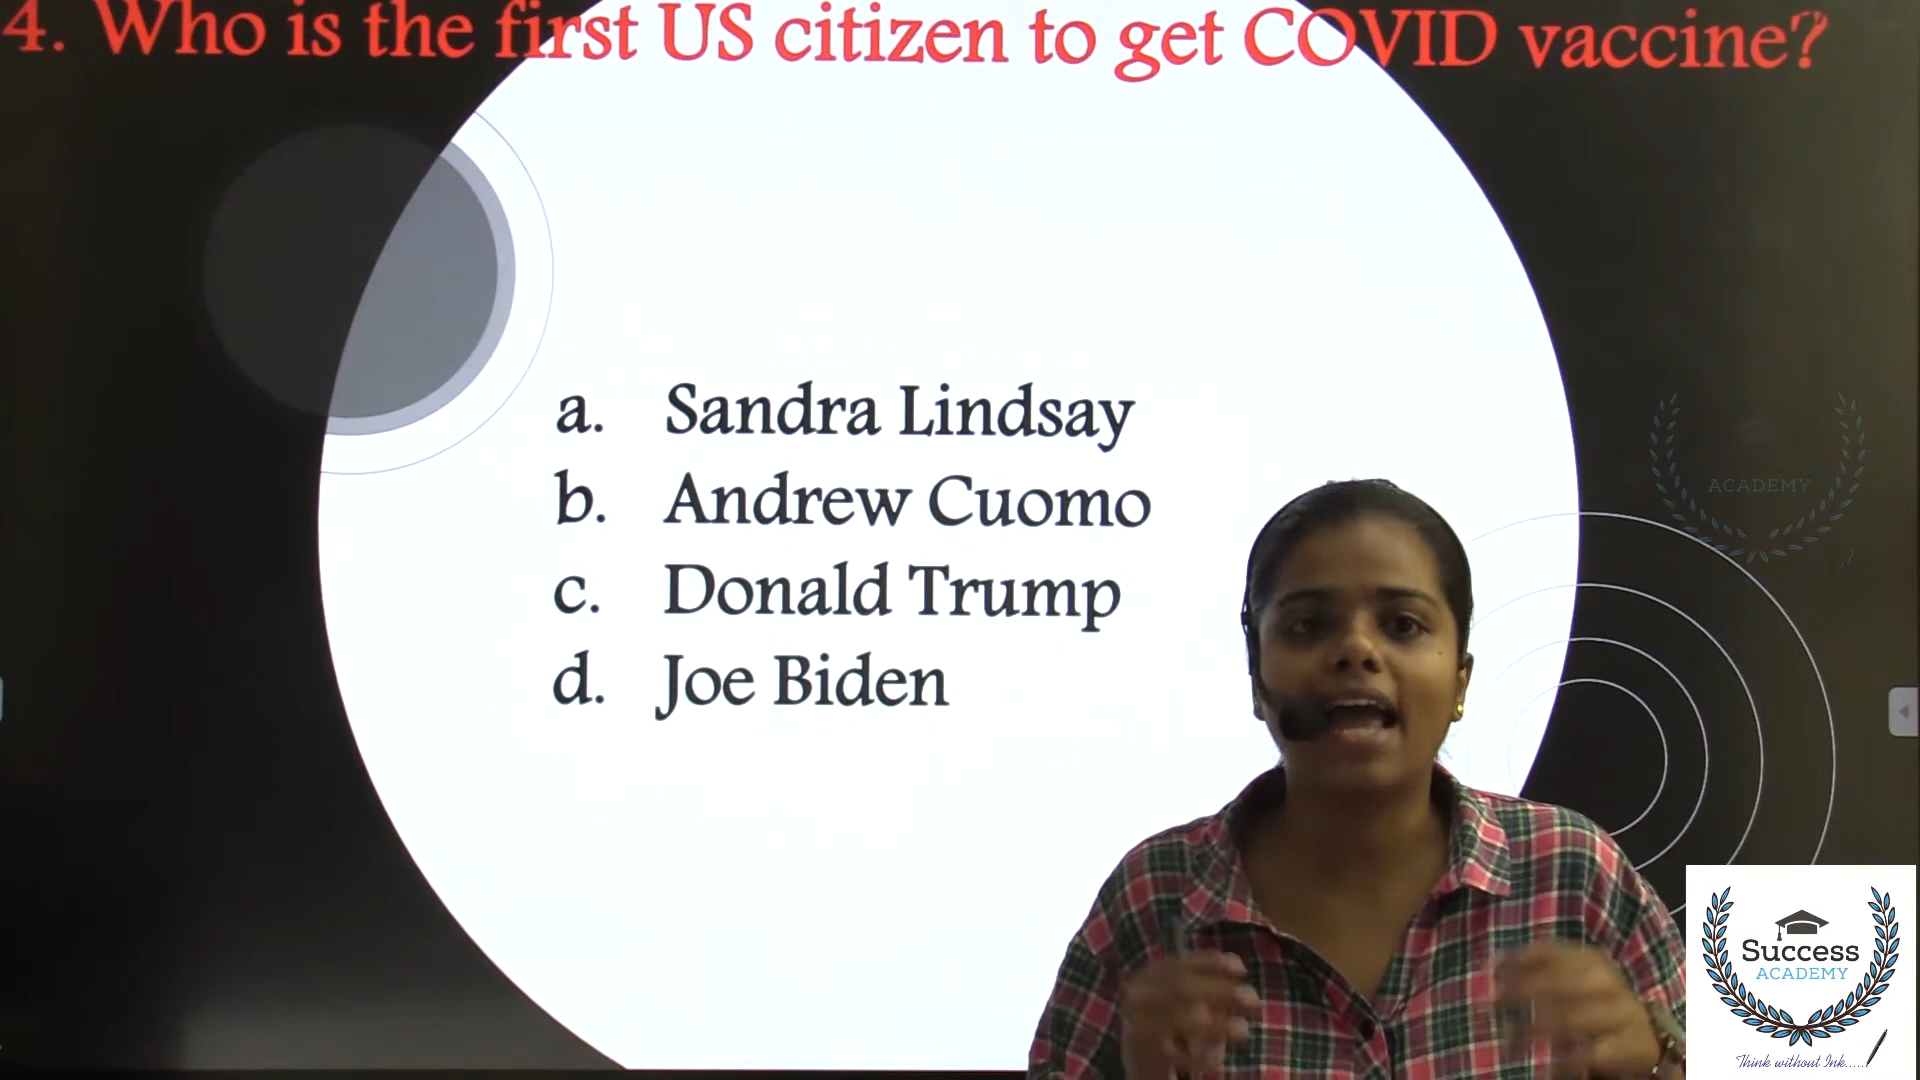 4. Who is the first US citizen to get COVID vaccine?
a. Sandra Lindsay
b. Andrew Cuomo
c. Donald Trump
d. Joe Biden
ACADEMY
Success
ACADEMY
Think without Ink......